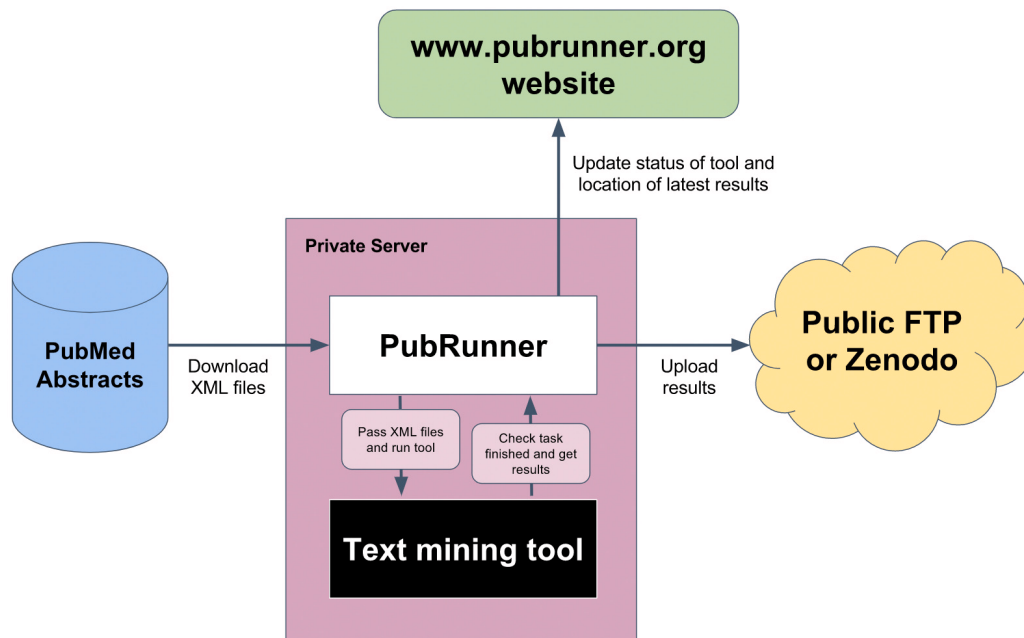 www.pubrunner.org
website
Update status of tool and
location of latest results
Private Server
PubMed
Abstracts
Download
XML files
PubRunner
Upload
results
Public FTP
or Zenodo
Pass XML files
and run tool
Check task
finished and get
results
Text mining tool